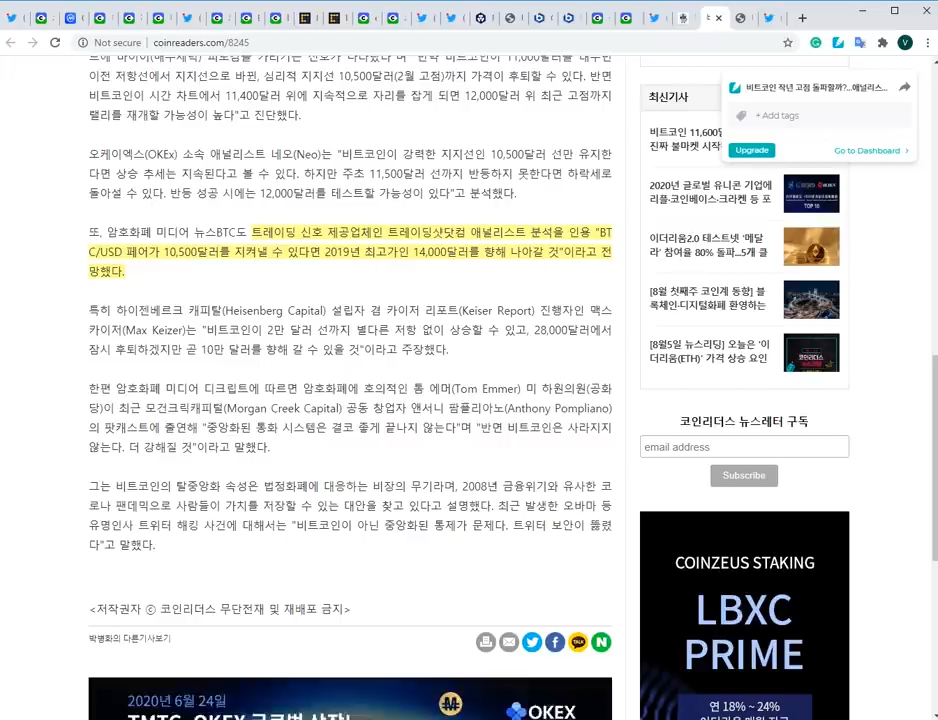 Not secure
coinreaders.com/8245
V
이전 저항선에서 지지선으로 바뀐, 심리적 지지선 10,500달러(2월 고점)까지 가격이 후퇴할 수 있다. 반면
비트코인이 시간 차트에서 11,400달러 위에 지속적으로 자리를 잡게 되면 12,000달러 위 최근 고점까지
랠리를 재개할 가능성이 높다"고 진단했다.
오케이엑스(OKEx) 소속 애널리스트 네오(Neo)는 "비트코인이 강력한 지지선인 10,500달러 선만 유지한
다면 상승 추세는 지속된다고 볼 수 있다. 하지만 주초 11,500달러 선까지 반등하지 못한다면 하락세로
돌아설 수 있다. 반등 성공 시에는 12,000달러를 테스트할 가능성이 있다"고 분석했다.
또, 암호화폐 미디어 뉴스BTC도 트레이딩 신호 제공업체인 트레이딩샷닷컴 애널리스트 분석을 인용 "BT
C/USD 페어가 10,500달러를 지켜낼 수 있다면 2019년 최고가인 14,000달러를 향해 나아갈 것"이라고 전
망했다.
특히 하이젠베르크 캐피탈(Heisenberg Capital) 설립자 겸 카이저 리포트(Keiser Report) 진행자인 맥스
카이저(Max Keizer)는 "비트코인이 2만 달러 선까지 별다른 저항 없이 상승할 수 있고, 28,000달러에서
잠시 후퇴하겠지만 곧 10만 달러를 향해 갈 수 있을 것"이라고 주장했다.
한편 암호화폐 미디어 디크립트에 따르면 암호화폐에 호의적인 톰 에머(Tom Emmer) 미 하원의원(공화
당)이 최근 모건크릭캐피털(Morgan Creek Capital) 공동 창업자 앤서니 팜플리아노(Anthony Pompliano)
의 팟캐스트에 출연해 "중앙화된 통화 시스템은 결코 좋게 끝나지 않는다"며 "반면 비트코인은 사라지지
않는다. 더 강해질 것"이라고 말했다.
그는 비트코인의 탈중앙화 속성은 법정화폐에 대응하는 비장의 무기라며, 2008년 금융위기와 유사한 코
로나 팬데믹으로 사람들이 가치를 저장할 수 있는 대안을 찾고 있다고 설명했다. 최근 발생한 오바마 등
유명인사 트위터 해킹 사건에 대해서는 "비트코인이 아닌 중앙화된 통제가 문제다. 트위터 보안이 뚫렸
다"고 말했다.
<저작권자 ⓒ 코인리더스 무단전재 및 재배포 금지>
박병화의 다른기사보기
TALK
N
2020년 6월 24일
OKEX
최신기사
비트코인 작년 고점 돌파할까?...애널리스...
+ Add tags
Upgrade
Go to Dashboard >
비트코인 11,600
진짜 불마켓 시작
2020년 글로벌 유니콘 기업에
리플·코인베이스·크라켄 등 포
TOP 10
이더리움2.0 테스트넷 '메달
라' 참여율 80% 돌파...5개 클
[8월 첫째주 코인계 동향] 블
록체인·디지털화폐 환영하는
[8월5일 뉴스리딩] 오늘은 '이
더리움(ETH)' 가격 상승 요인
코인리더스 뉴스레터 구독
email address
Subscribe
COINZEUS STAKING
LBXC
PRIME
연 18% ~ 24%